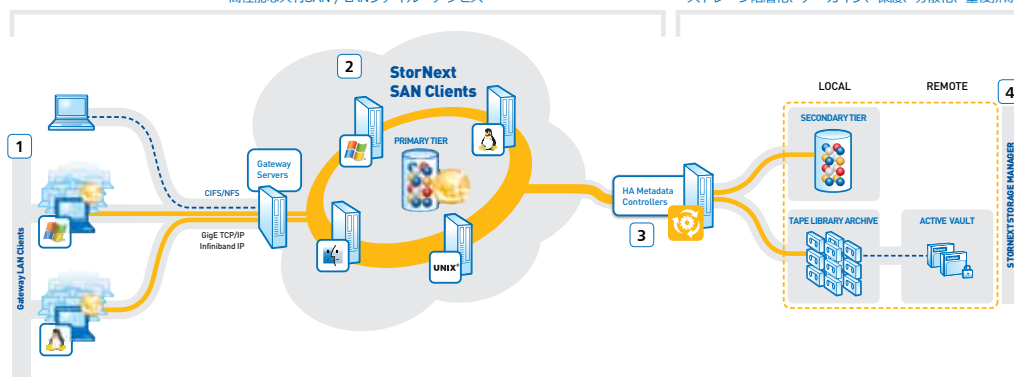 2
StorNext
SAN Clients
LOCAL
REMOTE
4
SECONDARY TIER
1
PRIMARY TIER
Gateway
Servers
CIFS/NFS
HA Metadata
Controllers
STORNEXT STORAGE MANAGER
GigE TCP/IP
Infiniband IP
3
TAPE LIBRARY ARCHIVE
ACTIVE VAULT
UNIX®
Gateway LAN Clients